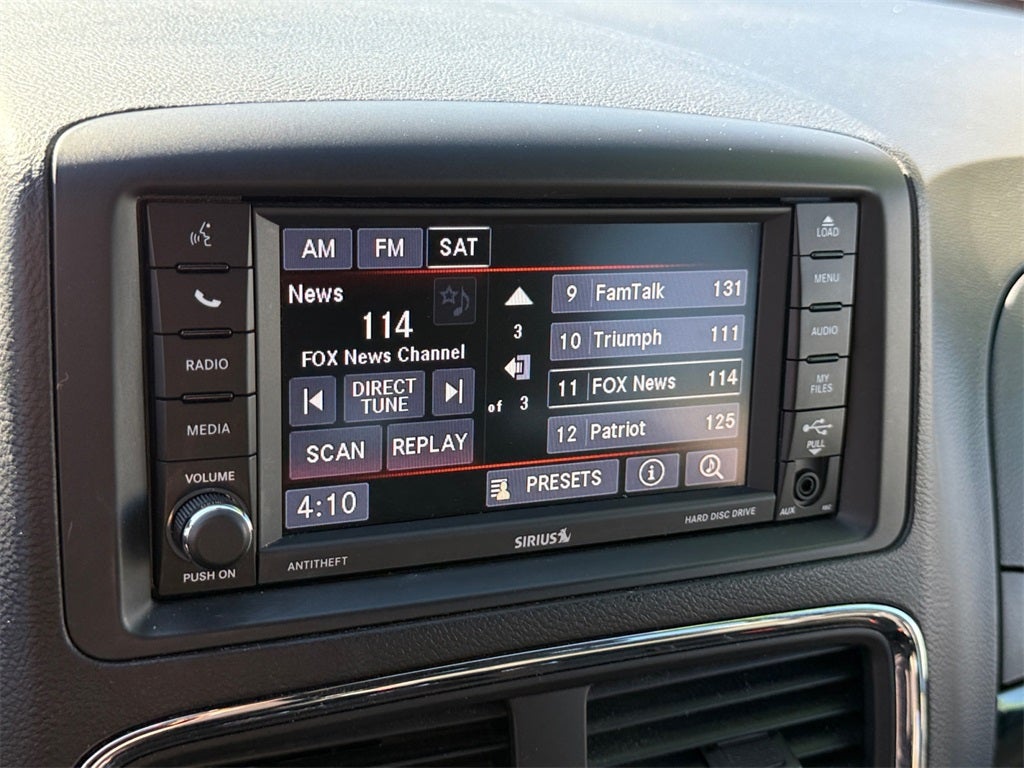 AM FM SAT
LOAD
MENU
AUDIO
MY
FILES
PULL
AUX
RADIO
MEDIA
VOLUME
PUSH ON
News
114
FOX News Channel
DIRECT
TUNE
SCAN REPLAY
4:10
3
of 3
9 FamTalk 131
10 Triumph 111
11 FOX News 114
12 Patriot 125
PRESETS
ANTITHEFT
SIRIUS
HARD DISC DRIVE